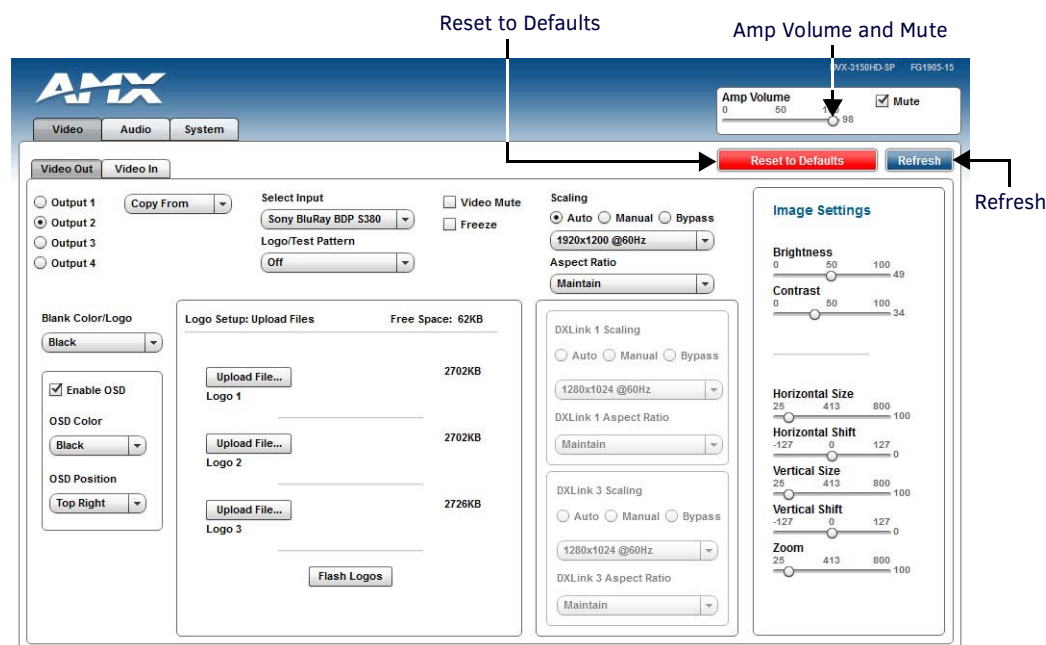 Reset to Defaults
Amp Volume and Mute
AMX
DVX-3150HD-SP FG1905-15
Amp Volume
Mute
0 50 100
98
Video Audio System
Reset to Defaults Refresh
Refresh
Video Out Video In
Output 1
Output 2
Output 3
Output 4
Copy From
Select Input
Sony BluRay BDP S380
Logo/Test Pattern
Off
Video Mute
Freeze
Scaling
Auto Manual Bypass
1920x1200 @60Hz
Aspect Ratio
Maintain
Image Settings
Brightness
0 50 100
49
Contrast
0 50 100
34
Horizontal Size
25 413 800
100
Horizontal Shift
-127 0 127
0
Vertical Size
25 413 800
100
Vertical Shift
-127 0 127
0
Zoom
25 413 800
100
Blank Color/Logo
Black
Enable OSD
OSD Color
Black
OSD Position
Top Right
Logo Setup: Upload Files Free Space: 62KB
Upload File... 2702KB
Logo 1
Upload File... 2702KB
Logo 2
Upload File... 2726KB
Logo 3
Flash Logos
DXLink 1 Scaling
Auto Manual Bypass
1280x1024 @60Hz
DXLink 1 Aspect Ratio
Maintain
DXLink 3 Scaling
Auto Manual Bypass
1280x1024 @60Hz
DXLink 3 Aspect Ratio
Maintain